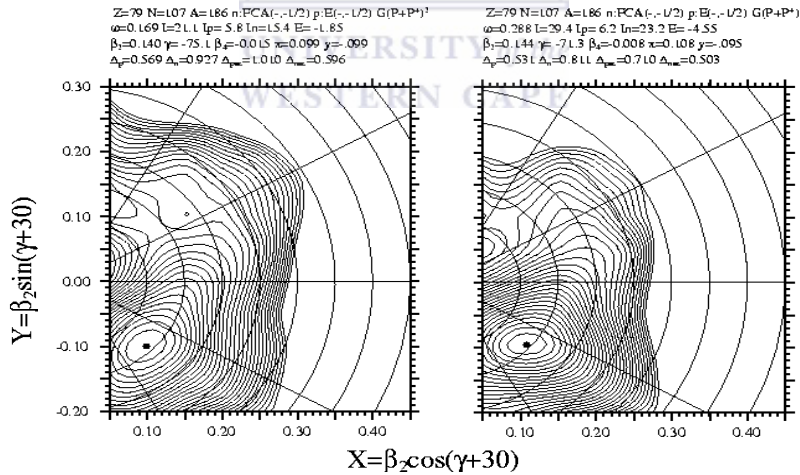 Z=79 N=107 A=186 n:FCA(-,-1/2) p:E(-,-1/2) G(P+P⁺)²
ω=0.169 I=21.1 Ip= 5.8 In=15.4 E= -1.85
β₂=0.140 γ= -75.1 β₄=-0.015 x=0.099 y=-.099
Δp=0.569 Δn=0.927 =1.010 =0.596
Z=79 N=107 A=186 n:FCA(-,-1/2) p:E(-,-1/2) G(P+P⁺)
ω=0.288 I=29.4 Ip= 6.2 In=23.2 E= -4.55
β₂=0.144 γ= -71.3 β₄=-0.008 x=0.108 y=-.095
Δp=0.531 Δn=0.811 =0.710 =0.503
UNIVERSITY of the
WESTERN CAPE
0.30
0.20
0.10
0.00
-0.10
-0.20
Y=β₂sin(γ+30)
0.10 0.20 0.30 0.40
0.10 0.20 0.30 0.40
X=β₂cos(γ+30)